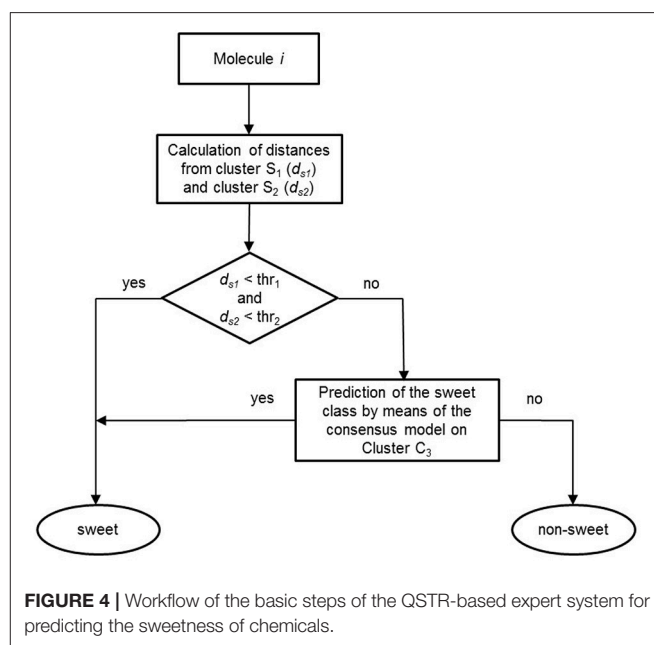 Molecule i
Calculation of distances
from cluster S₁ (dₛ₁)
and cluster S₂ (dₛ₂)
yes
dₛ₁ < thr₁
and
dₛ₂ < thr₂
no
yes
Prediction of the sweet
class by means of the
consensus model on
Cluster C₃
no
sweet
non-sweet
FIGURE 4 | Workflow of the basic steps of the QSTR-based expert system for
predicting the sweetness of chemicals.